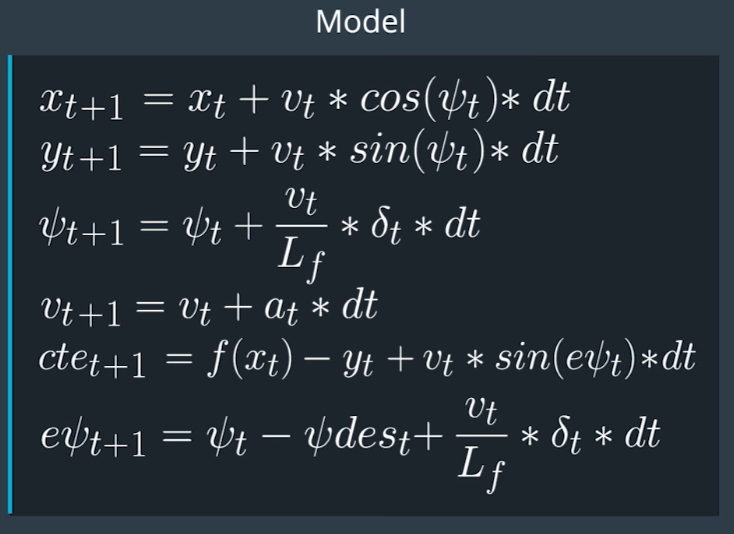 Model
x_{t+1} = x_t + v_t * cos(ψ_t) * dt
y_{t+1} = y_t + v_t * sin(ψ_t) * dt
ψ_{t+1} = ψ_t + \frac{v_t}{L_f} * δ_t * dt
v_{t+1} = v_t + a_t * dt
cte_{t+1} = f(x_t) − y_t + v_t * sin(eψ_t) * dt
eψ_{t+1} = ψ_t − ψdes_t + \frac{v_t}{L_f} * δ_t * dt